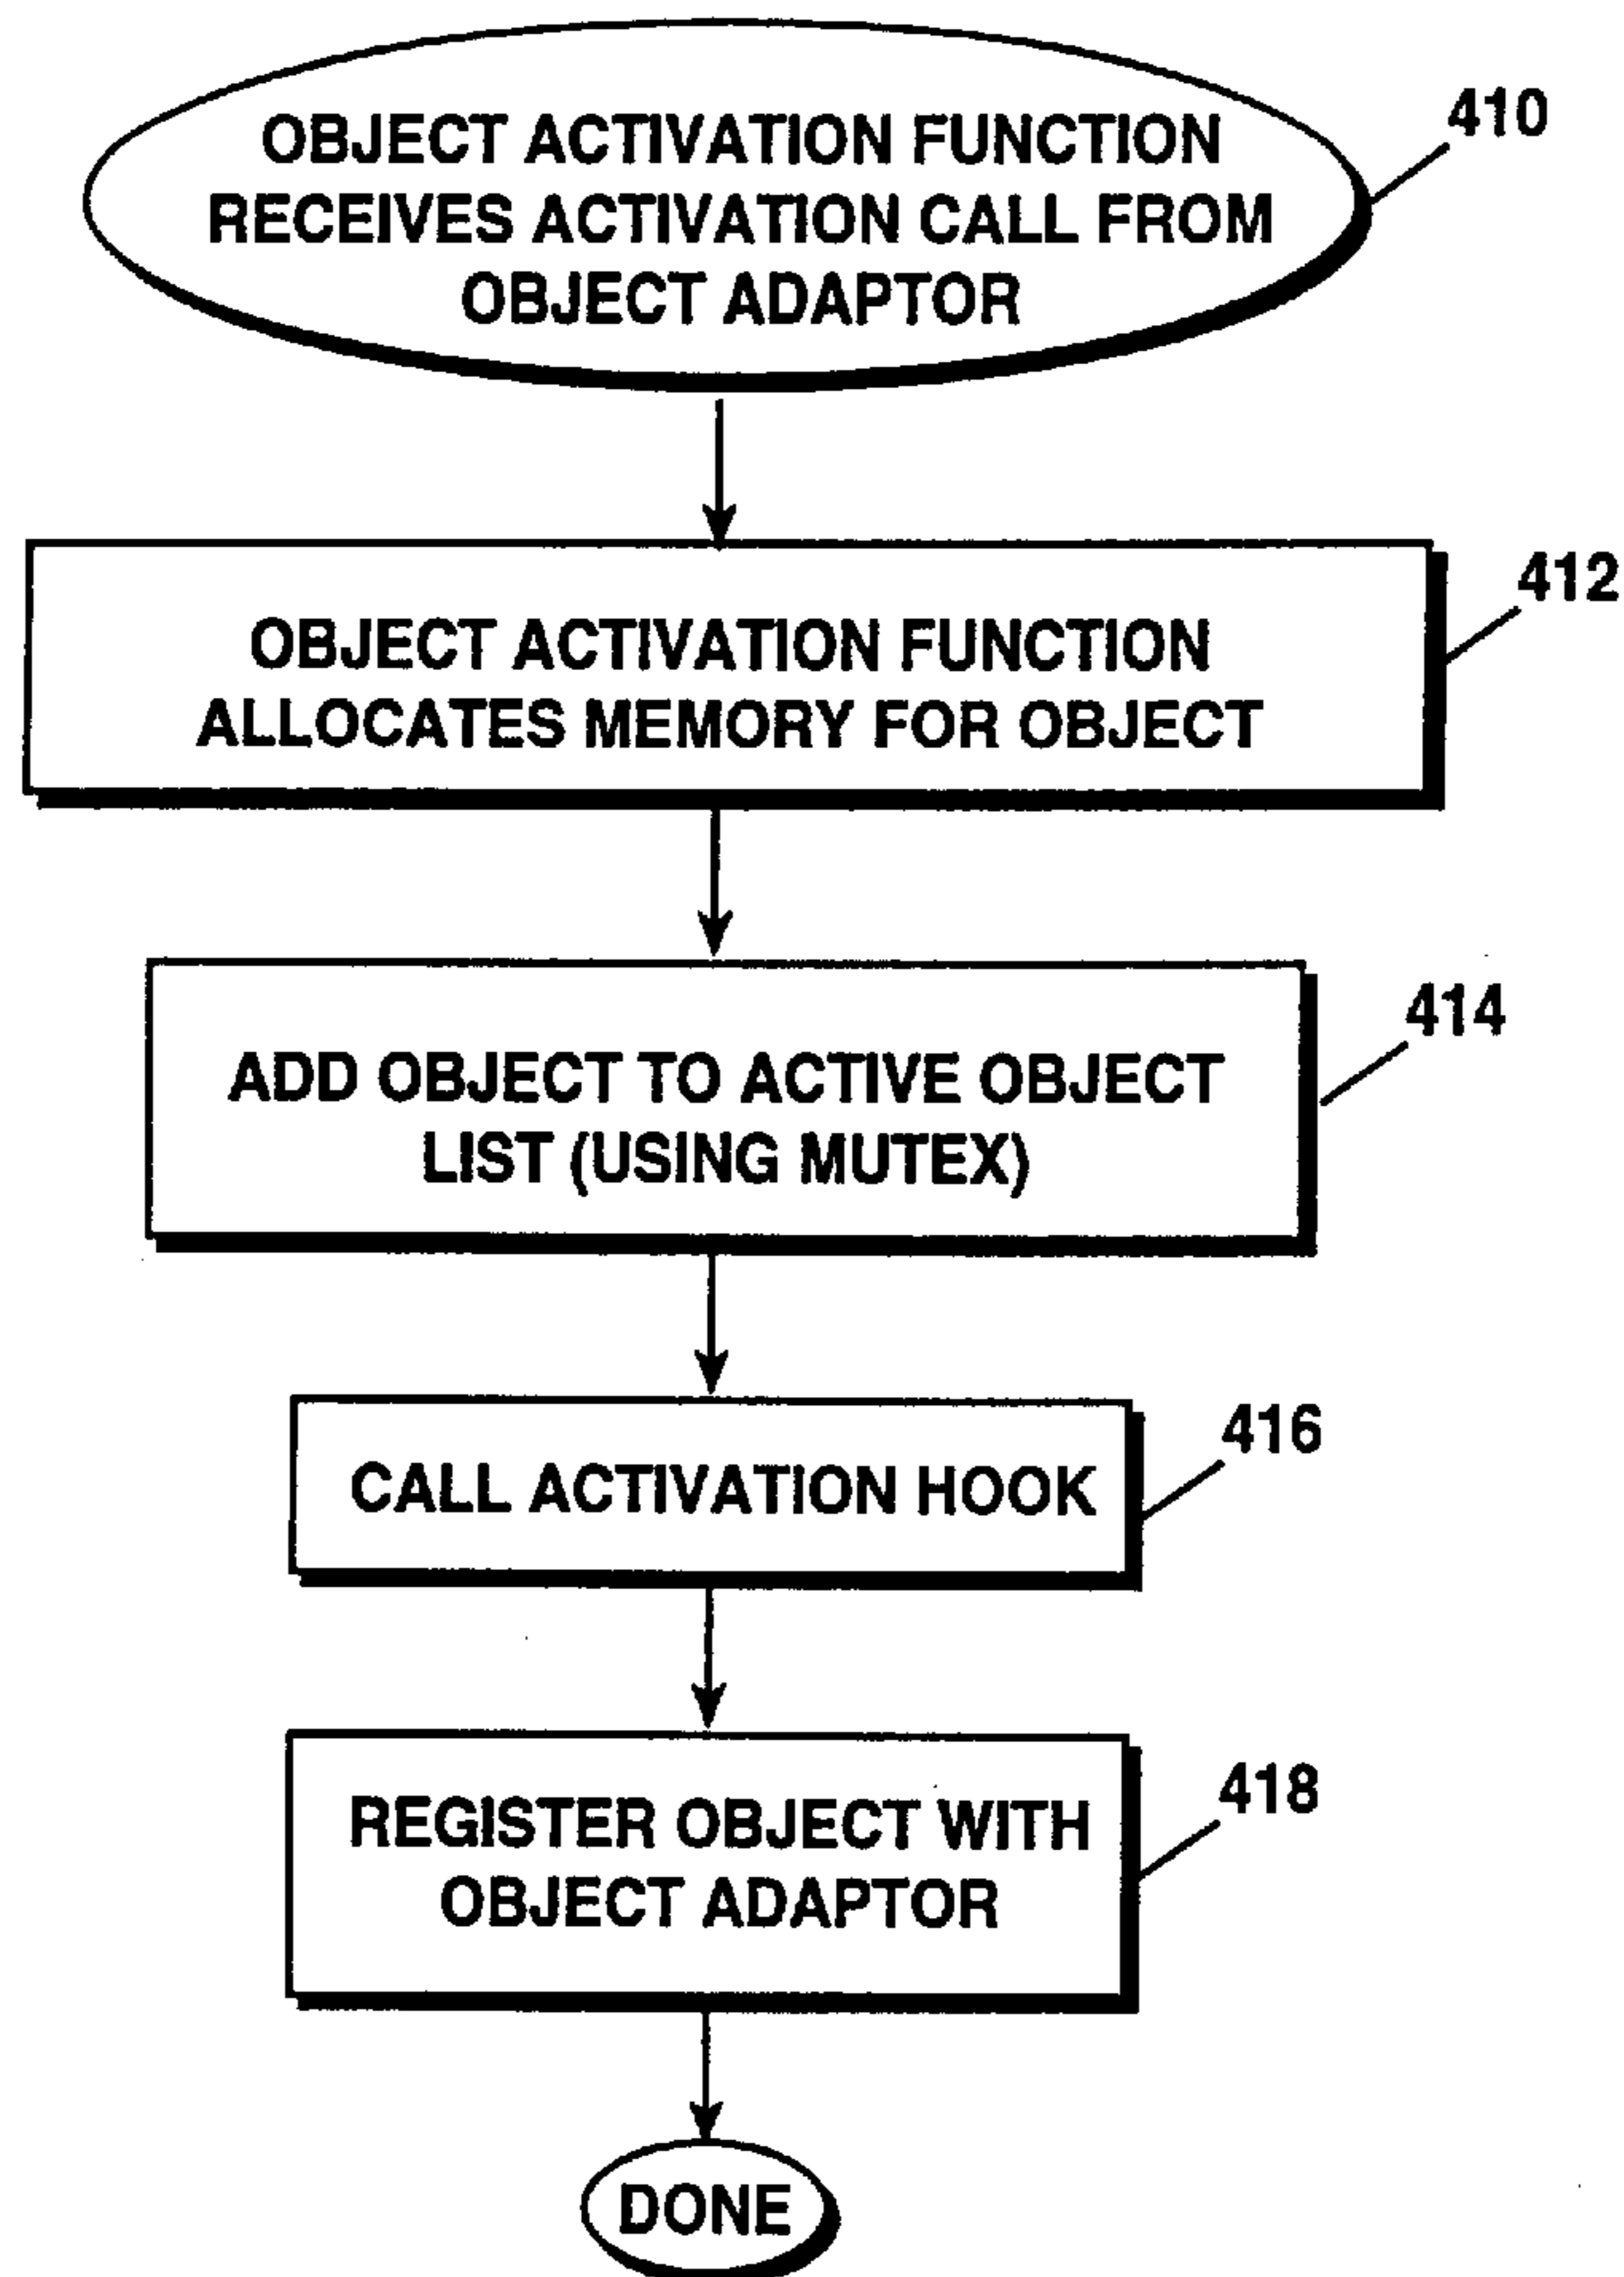 OBJECT ACTIVATION FUNCTION
RECEIVES ACTIVATION CALL FROM
OBJECT ADAPTOR
410
OBJECT ACTIVATION FUNCTION
ALLOCATES MEMORY FOR OBJECT
412
ADD OBJECT TO ACTIVE OBJECT
LIST (USING MUTEX)
414
CALL ACTIVATION HOOK
416
REGISTER OBJECT WITH
OBJECT ADAPTOR
418
DONE